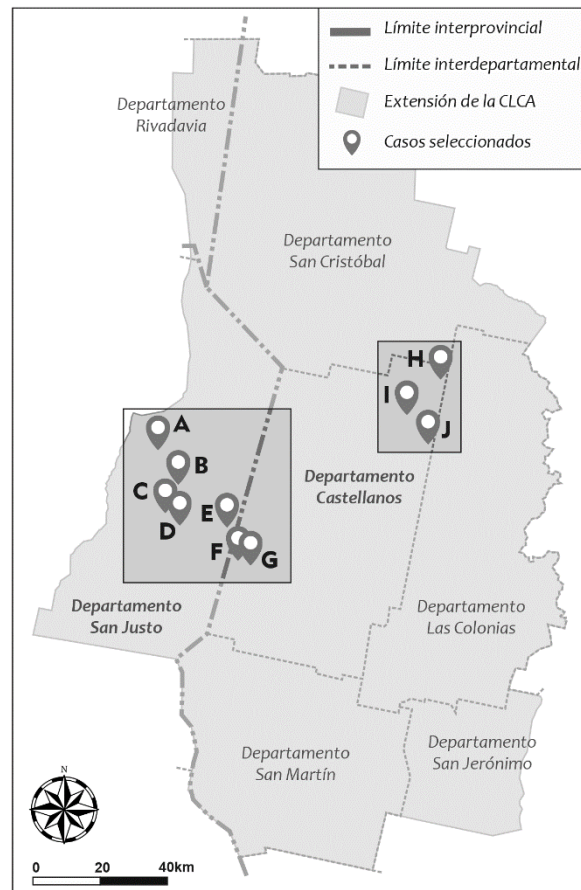 Límite interprovincial
Límite interdepartamental
Extensión de la CLCA
Casos seleccionados
Departamento
Rivadavia
Departamento
San Cristóbal
H
I
J
A
B
C
D
E
F
G
Departamento
Castellanos
Departamento
San Justo
Departamento
Las Colonias
Departamento
San Martín
Departamento
San Jerónimo
N
0 20 40km